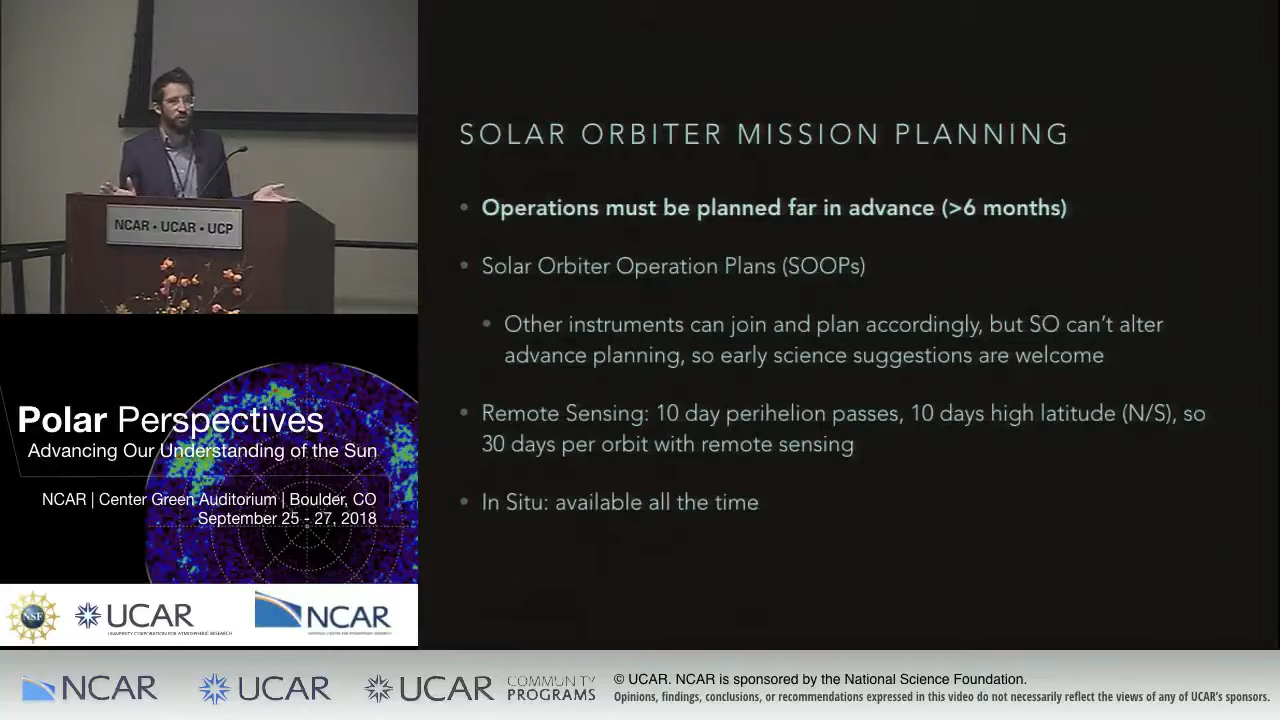 NCAR • UCAR • UCP
SOLAR ORBITER MISSION PLANNING
• Operations must be planned far in advance (>6 months)
• Solar Orbiter Operation Plans (SOOPs)
• Other instruments can join and plan accordingly, but SO can't alter
advance planning, so early science suggestions are welcome
• Remote Sensing: 10 day perihelion passes, 10 days high latitude (N/S), so
30 days per orbit with remote sensing
• In Situ: available all the time
Polar Perspectives
Advancing Our Understanding of the Sun
NCAR | Center Green Auditorium | Boulder, CO
September 25 - 27, 2018
NSF
UCAR
UNIVERSITY CORPORATION FOR ATMOSPHERIC RESEARCH
NCAR
NCAR
UCAR
UCAR
COMMUNITY
PROGRAMS
© UCAR. NCAR is sponsored by the National Science Foundation.
Opinions, findings, conclusions, or recommendations expressed in this video do not necessarily reflect the views of any of UCAR's sponsors.